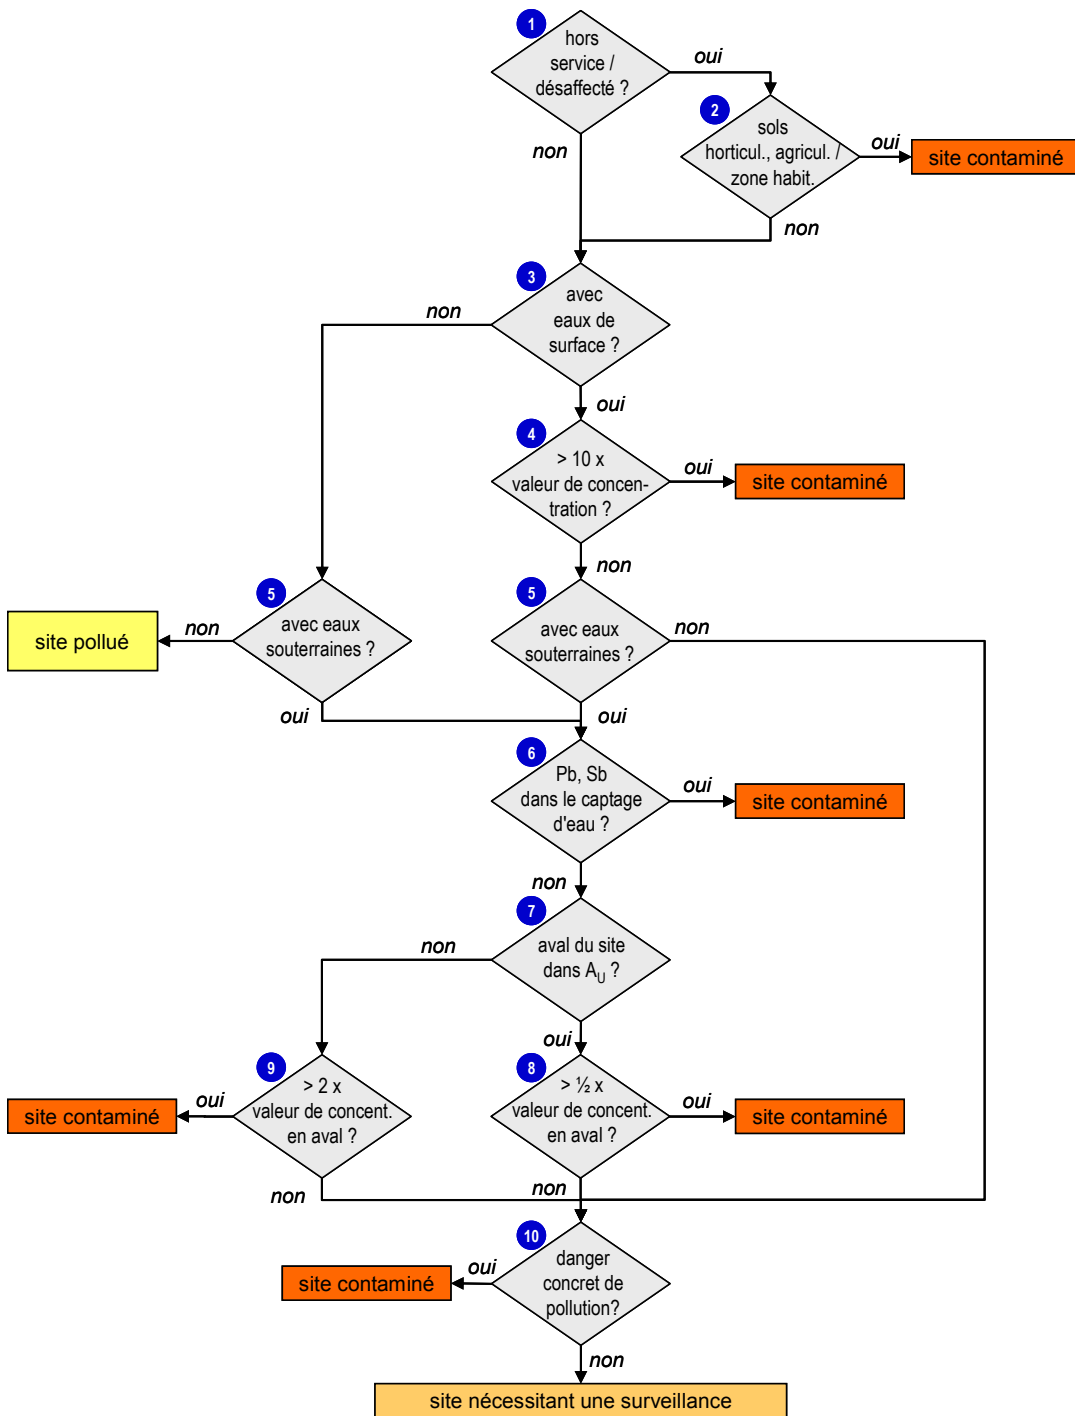 1
hors
service /
désaffecté ?
oui
non
2
sols
horticul., agricul. /
zone habit.
oui
site contaminé
non
3
avec
eaux de
surface ?
non
oui
4
> 10 x
valeur de concen-
tration ?
oui
site contaminé
non
5
avec eaux
souterraines ?
non
site pollué
oui
5
avec eaux
souterraines ?
non
oui
6
Pb, Sb
dans le captage
d'eau ?
oui
site contaminé
non
7
aval du site
dans AU ?
non
oui
9
> 2 x
valeur de concent.
en aval ?
oui
site contaminé
non
8
> ½ x
valeur de concent.
en aval ?
oui
site contaminé
non
10
danger
concret de
pollution?
oui
site contaminé
non
site nécessitant une surveillance